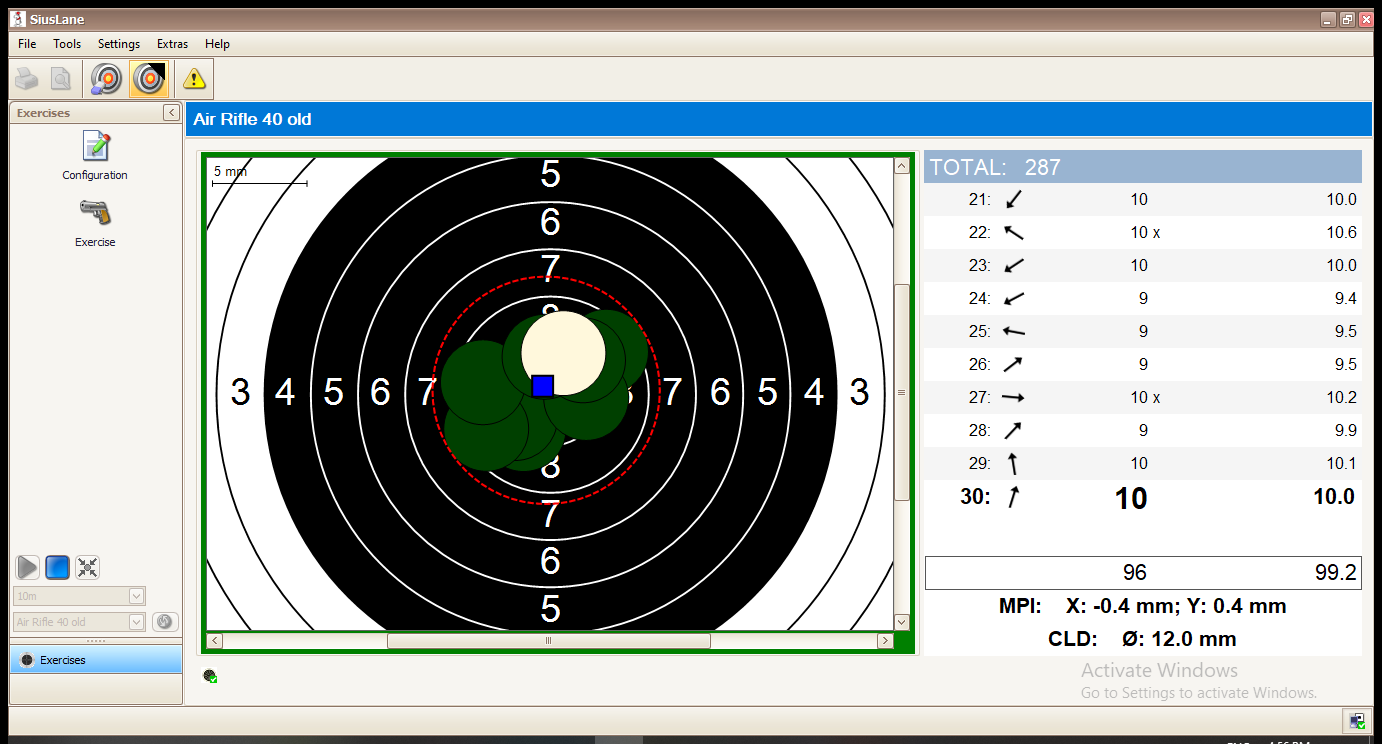 SiusLane
File Tools Settings Extras Help
Exercises
Configuration
Exercise
10m
Air Rifle 40 old
Exercises
Air Rifle 40 old
5 mm
5
6
7
8
3 4 5 6 7 8 7 6 5 4 3
8
7
6
5
TOTAL: 287
21: 10 10.0
22: 10 x 10.6
23: 10 10.0
24: 9 9.4
25: 9 9.5
26: 9 9.5
27: 10 x 10.2
28: 9 9.9
29: 10 10.1
30: 10 10.0
96 99.2
MPI: X: -0.4 mm; Y: 0.4 mm
CLD: Ø: 12.0 mm
Activate Windows
Go to Settings to activate Windows.